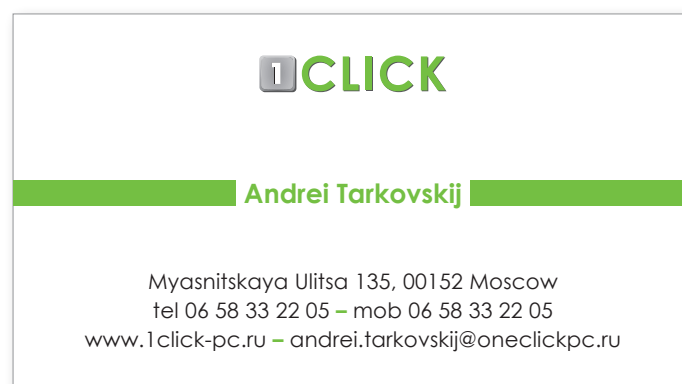 1CLICK
Andrei Tarkovskij
Myasnitskaya Ulitsa 135, 00152 Moscow
tel 06 58 33 22 05 – mob 06 58 33 22 05
www.1click-pc.ru – andrei.tarkovskij@oneclickpc.ru